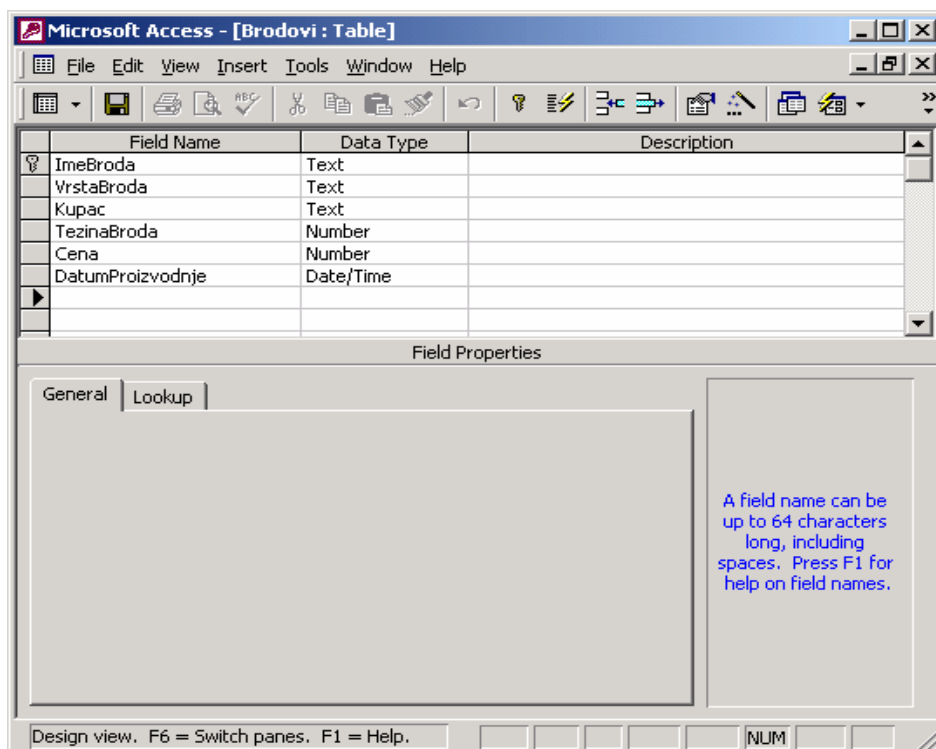 Microsoft Access - [Brodovi : Table]
File Edit View Insert Tools Window Help
ABC
Field Name Data Type Description
ImeBroda Text
VrstaBroda Text
Kupac Text
TezinaBroda Number
Cena Number
DatumProizvodnje Date/Time
Field Properties
General Lookup
A field name can be
up to 64 characters
long, including
spaces. Press F1 for
help on field names.
Design view. F6 = Switch panes. F1 = Help. NUM